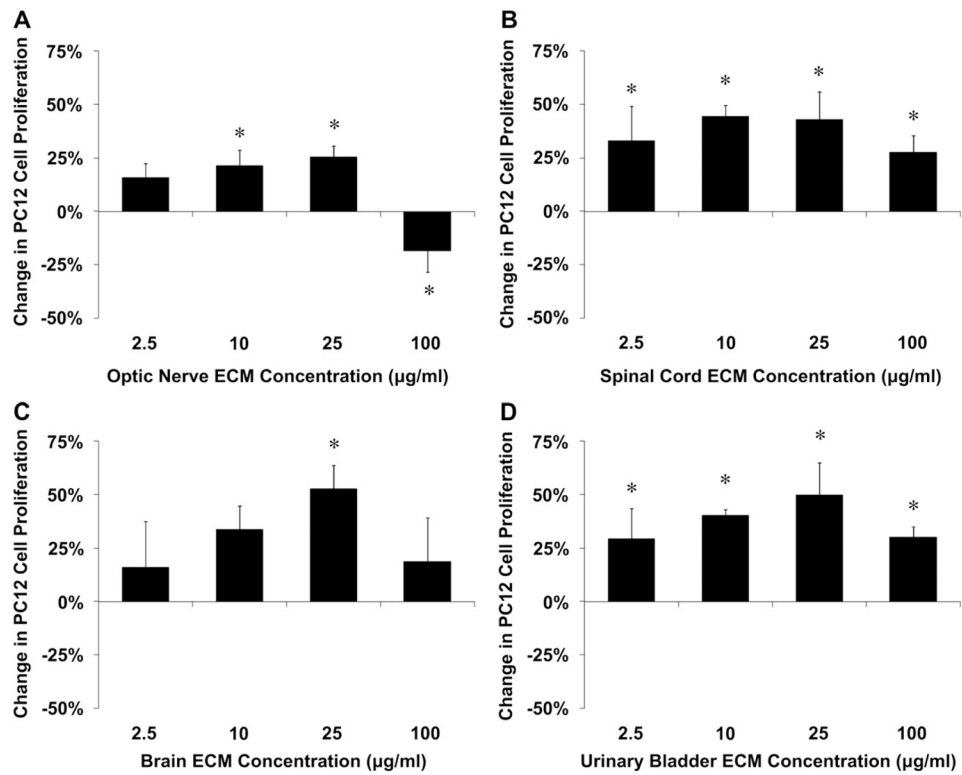 A
Change in PC12 Cell Proliferation
75%
50%
25%
0%
-25%
-50%
*
*
*
2.5 10 25 100
Optic Nerve ECM Concentration (µg/ml)
B
Change in PC12 Cell Proliferation
75%
50%
25%
0%
-25%
-50%
*
*
*
*
2.5 10 25 100
Spinal Cord ECM Concentration (µg/ml)
C
Change in PC12 Cell Proliferation
75%
50%
25%
0%
-25%
-50%
*
2.5 10 25 100
Brain ECM Concentration (µg/ml)
D
Change in PC12 Cell Proliferation
75%
50%
25%
0%
-25%
-50%
*
*
*
*
2.5 10 25 100
Urinary Bladder ECM Concentration (µg/ml)